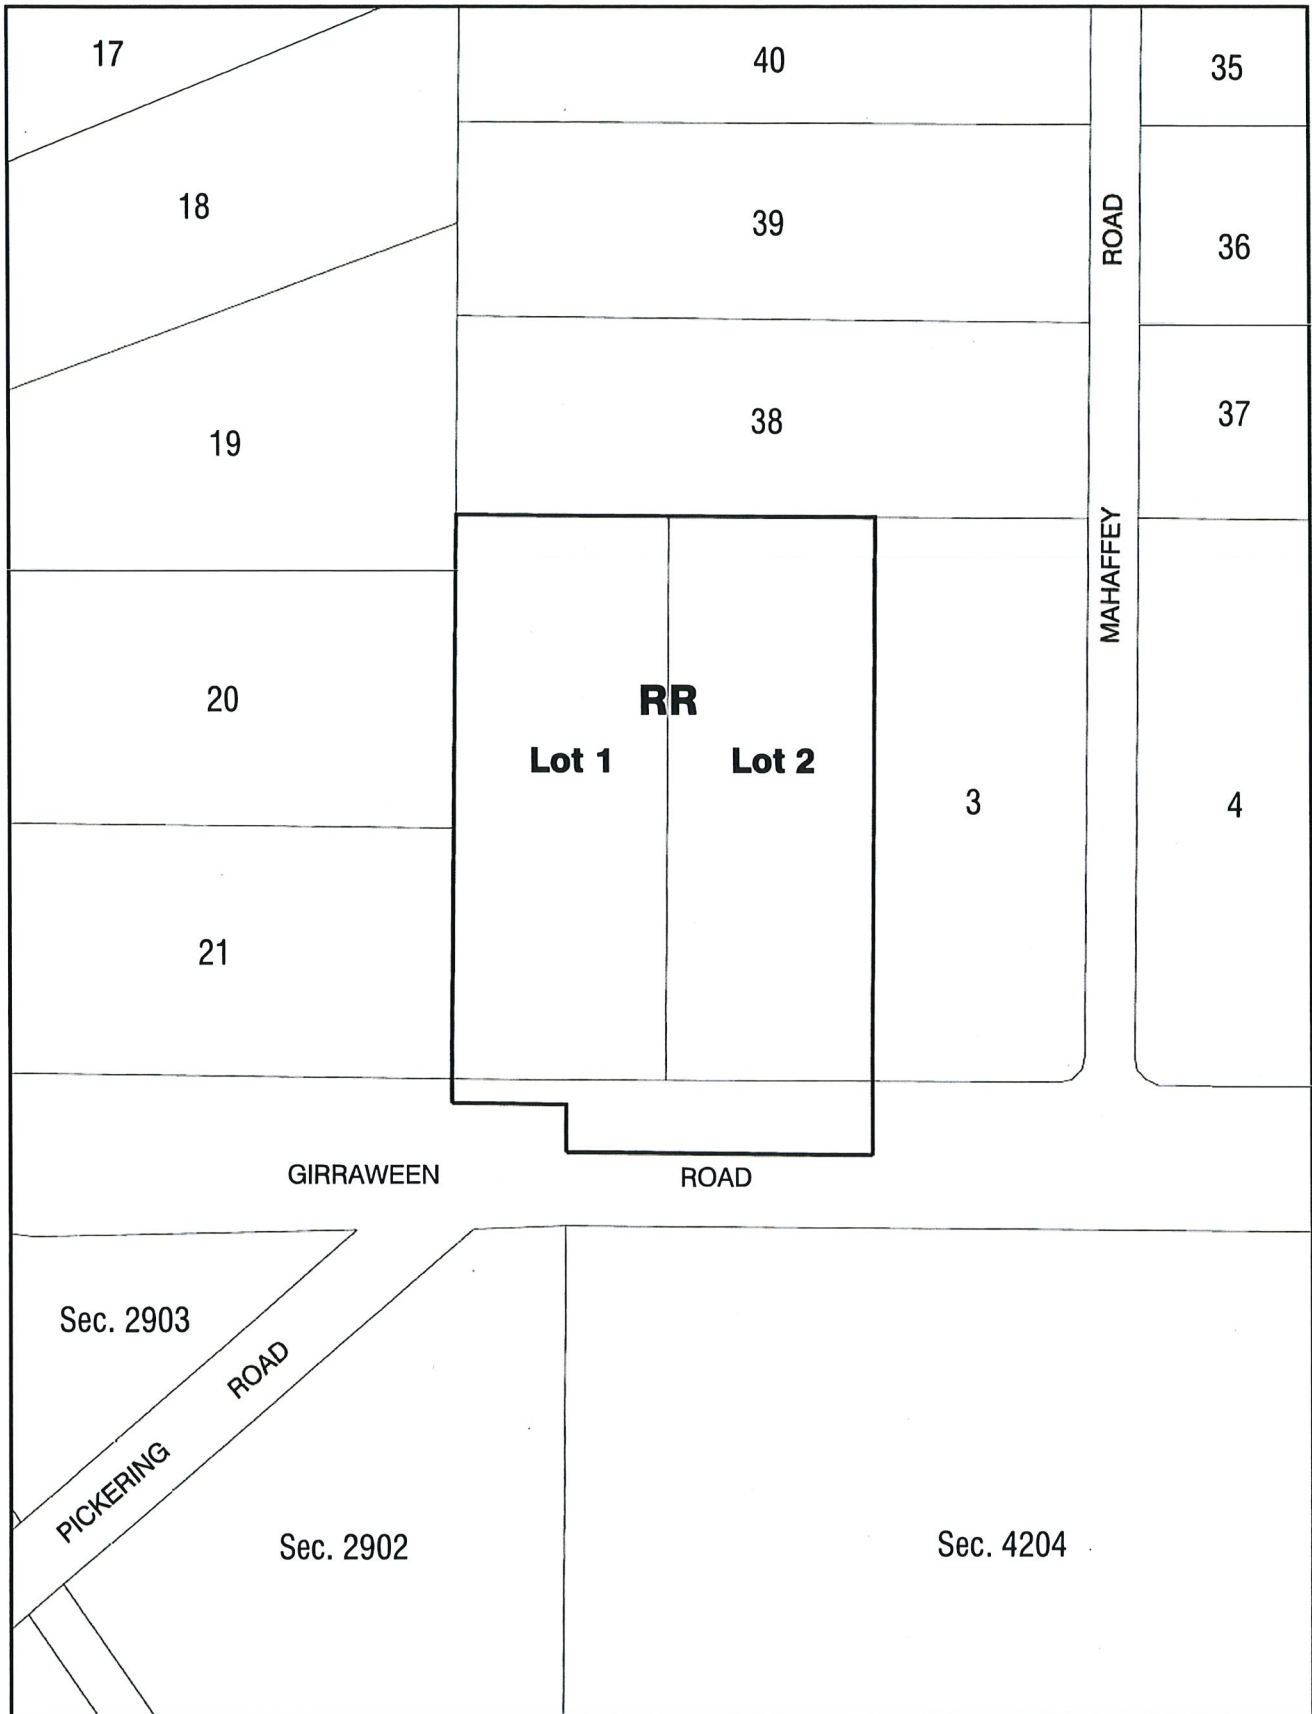 17
40
35
18
39
ROAD
36
19
38
37
MAHAFFEY
20
RR
Lot 1
Lot 2
3
4
21
GIRRAWEEN
ROAD
Sec. 2903
ROAD
PICKERING
Sec. 2902
Sec. 4204